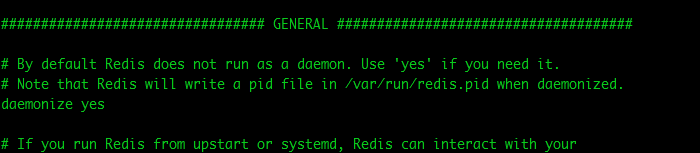 ################################# GENERAL #####################################
# By default Redis does not run as a daemon. Use 'yes' if you need it.
# Note that Redis will write a pid file in /var/run/redis.pid when daemonized.
daemonize yes
# If you run Redis from upstart or systemd, Redis can interact with your